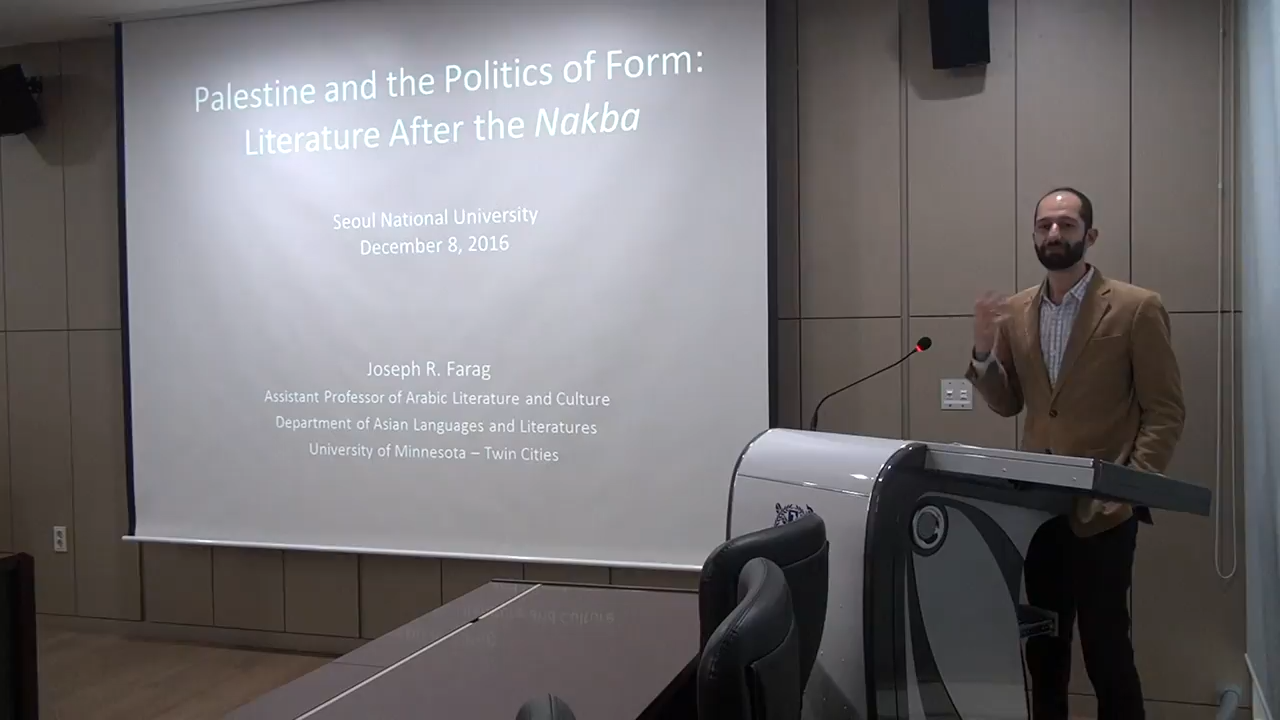 Palestine and the Politics of Form:
Literature After the Nakba
Seoul National University
December 8, 2016
Joseph R. Farag
Assistant Professor of Arabic Literature and Culture
Department of Asian Languages and Literatures
University of Minnesota – Twin Cities